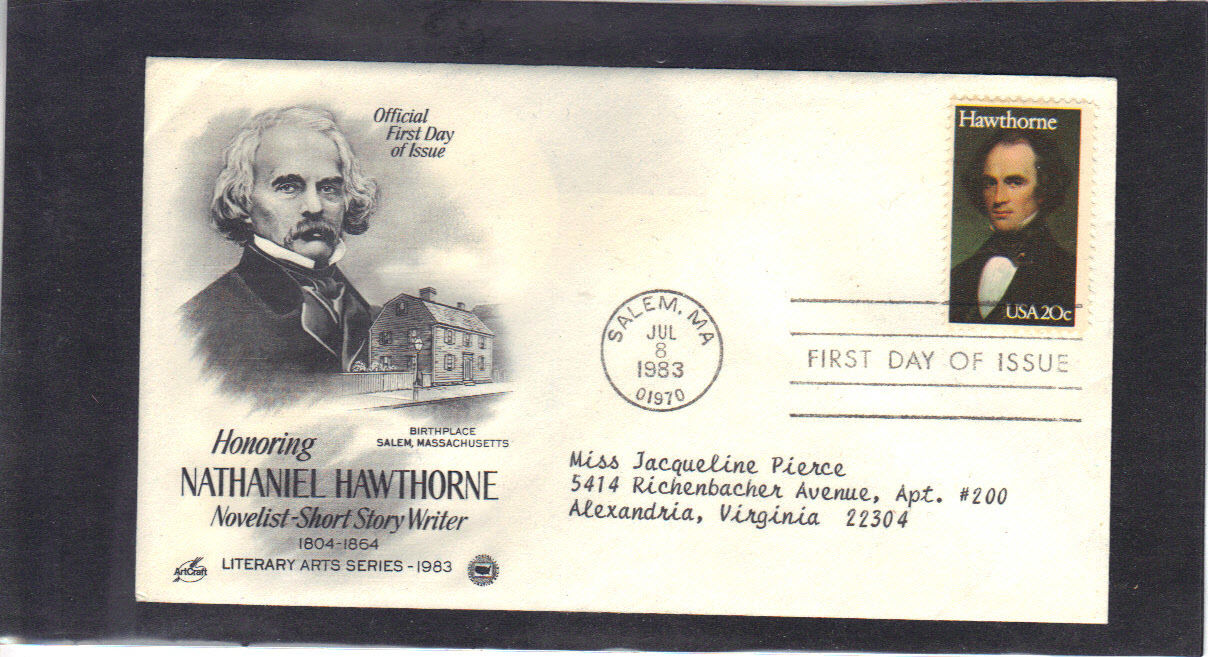 Official
First Day
of Issue
Hawthorne
USA 20c
SALEM, MA
JUL
8
1983
01970
FIRST DAY OF ISSUE
BIRTHPLACE
SALEM, MASSACHUSETTS
Honoring
NATHANIEL HAWTHORNE
Novelist-Short Story Writer
1804-1864
LITERARY ARTS SERIES - 1983
ArtCraft
Miss Jacqueline Pierce
5414 Richenbacher Avenue, Apt. #200
Alexandria, Virginia 22304